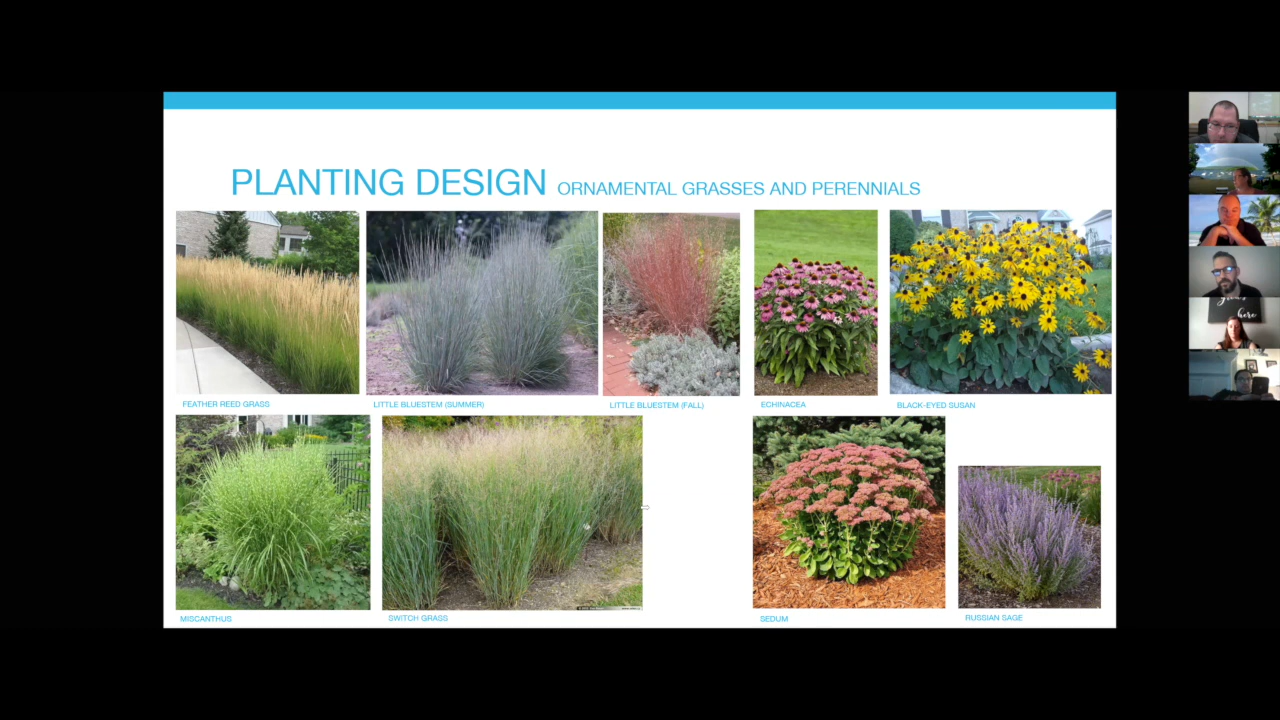 PLANTING DESIGN ORNAMENTAL GRASSES AND PERENNIALS
FEATHER REED GRASS
LITTLE BLUESTEM (SUMMER)
LITTLE BLUESTEM (FALL)
ECHINACEA
BLACK-EYED SUSAN
MISCANTHUS
SWITCH GRASS
SEDUM
RUSSIAN SAGE
here